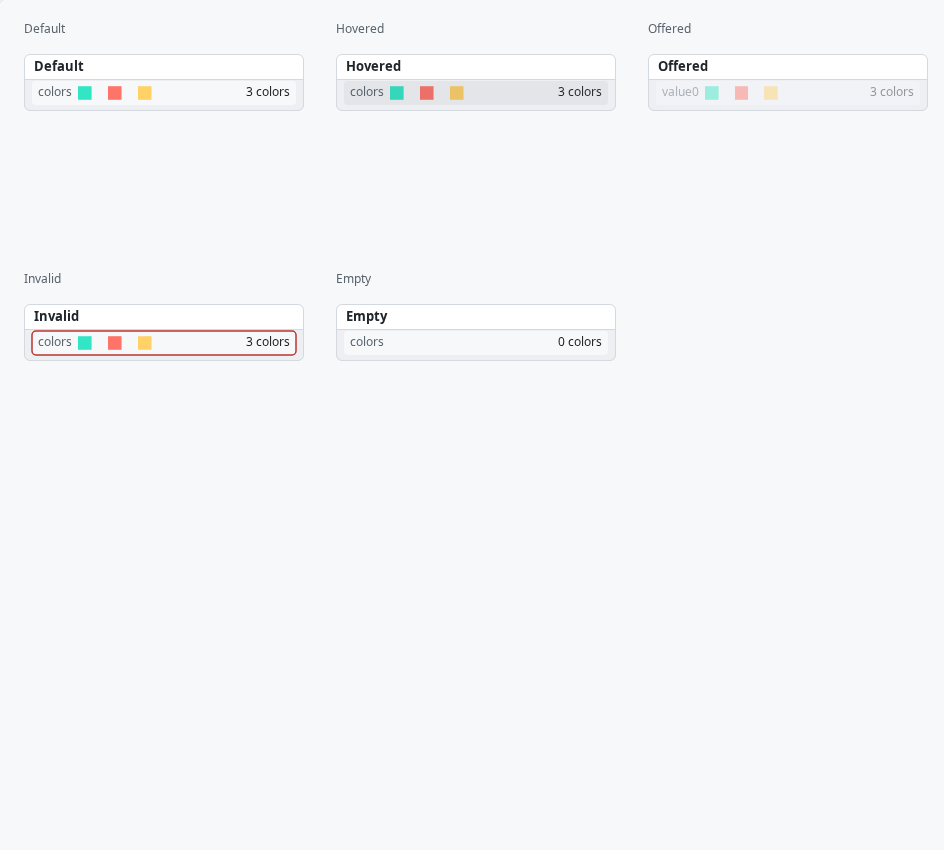 Default
Hovered
Offered
Default
Hovered
Offered
colors 3 colors
colors 3 colors
value0 3 colors
Invalid
Empty
Invalid
Empty
colors 3 colors
colors 0 colors